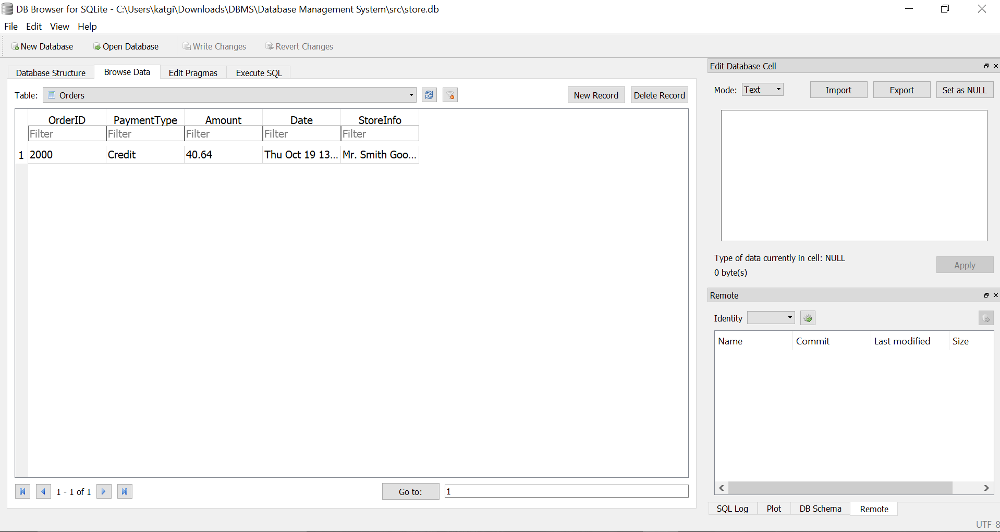 DB Browser for SQLite - C:\Users\katgi\Downloads\DBMS\Database Management System\src\store.db
File Edit View Help
New Database Open Database Write Changes Revert Changes
Database Structure Browse Data Edit Pragmas Execute SQL
Table: Orders New Record Delete Record
OrderID PaymentType Amount Date StoreInfo
Filter Filter Filter Filter Filter
1 2000 Credit 40.64 Thu Oct 19 13... Mr. Smith Goo...
1 - 1 of 1 Go to: 1
Edit Database Cell
Mode: Text Import Export Set as NULL
Type of data currently in cell: NULL
0 byte(s)
Apply
Remote
Identity
Name Commit Last modified Size
SQL Log Plot DB Schema Remote
UTF-8